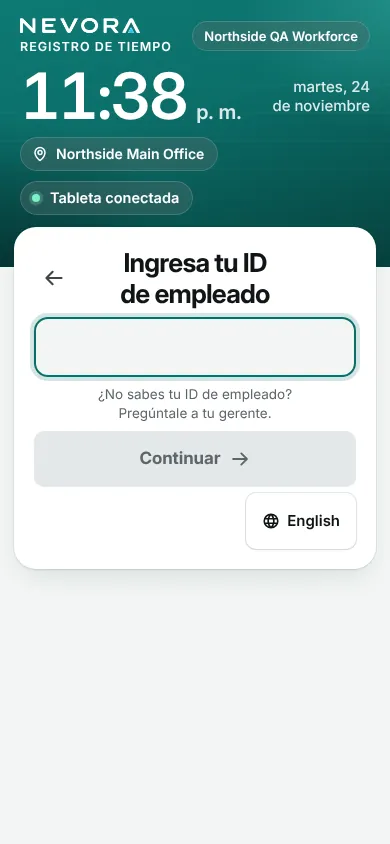 NEVORA
REGISTRO DE TIEMPO
Northside QA Workforce
11:38 p. m.
martes, 24
de noviembre
Northside Main Office
Tableta conectada
Ingresa tu ID
de empleado
¿No sabes tu ID de empleado?
Pregúntale a tu gerente.
Continuar
English